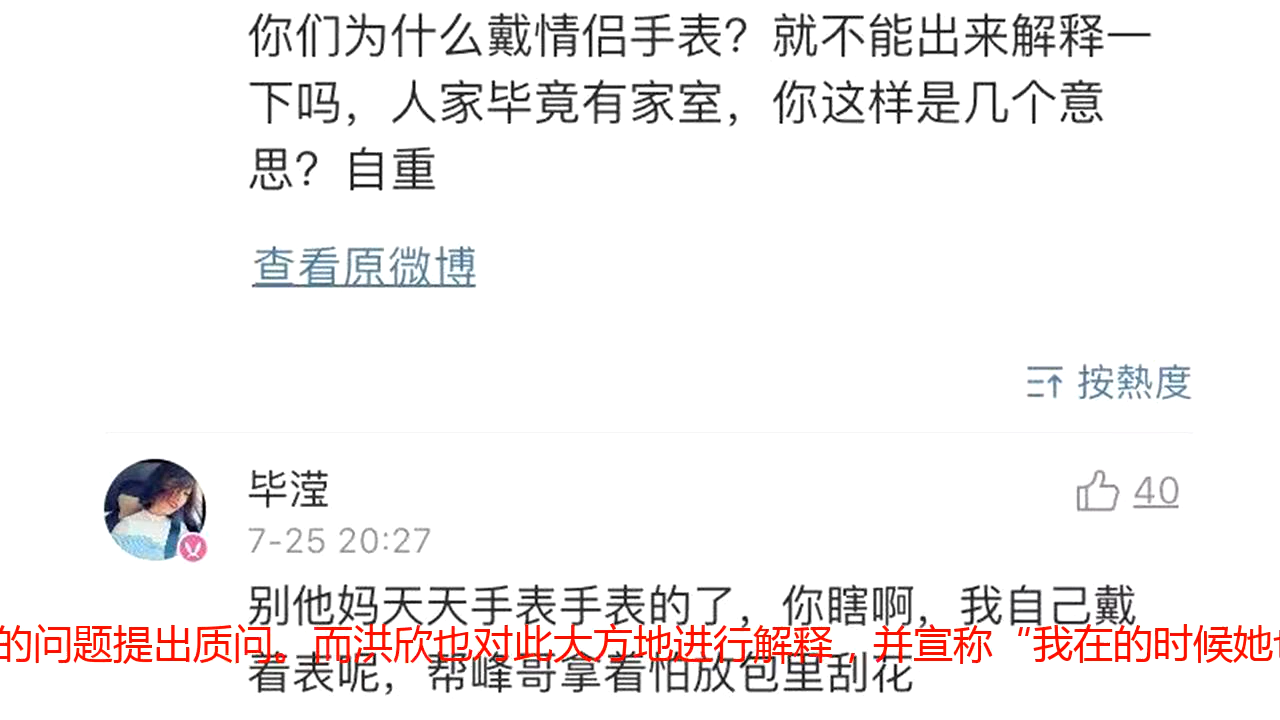 你们为什么戴情侣手表？就不能出来解释一
下吗，人家毕竟有家室，你这样是几个意
思？自重
查看原微博
按熱度
毕滢
40
7-25 20:27
别他妈天天手表手表的了，你瞎啊，我自己戴
的问题提出质问。而洪欣也对此大方地进行解释，并宣称“我在的时候她也
着表呢，帮峰哥拿着怕放包里刮花